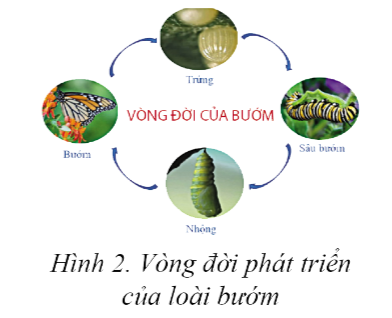 Trứng
VÒNG ĐỜI CỦA BƯỚM
Bướm
Sâu bướm
Nhộng
Hình 2. Vòng đời phát triển
của loài bướm